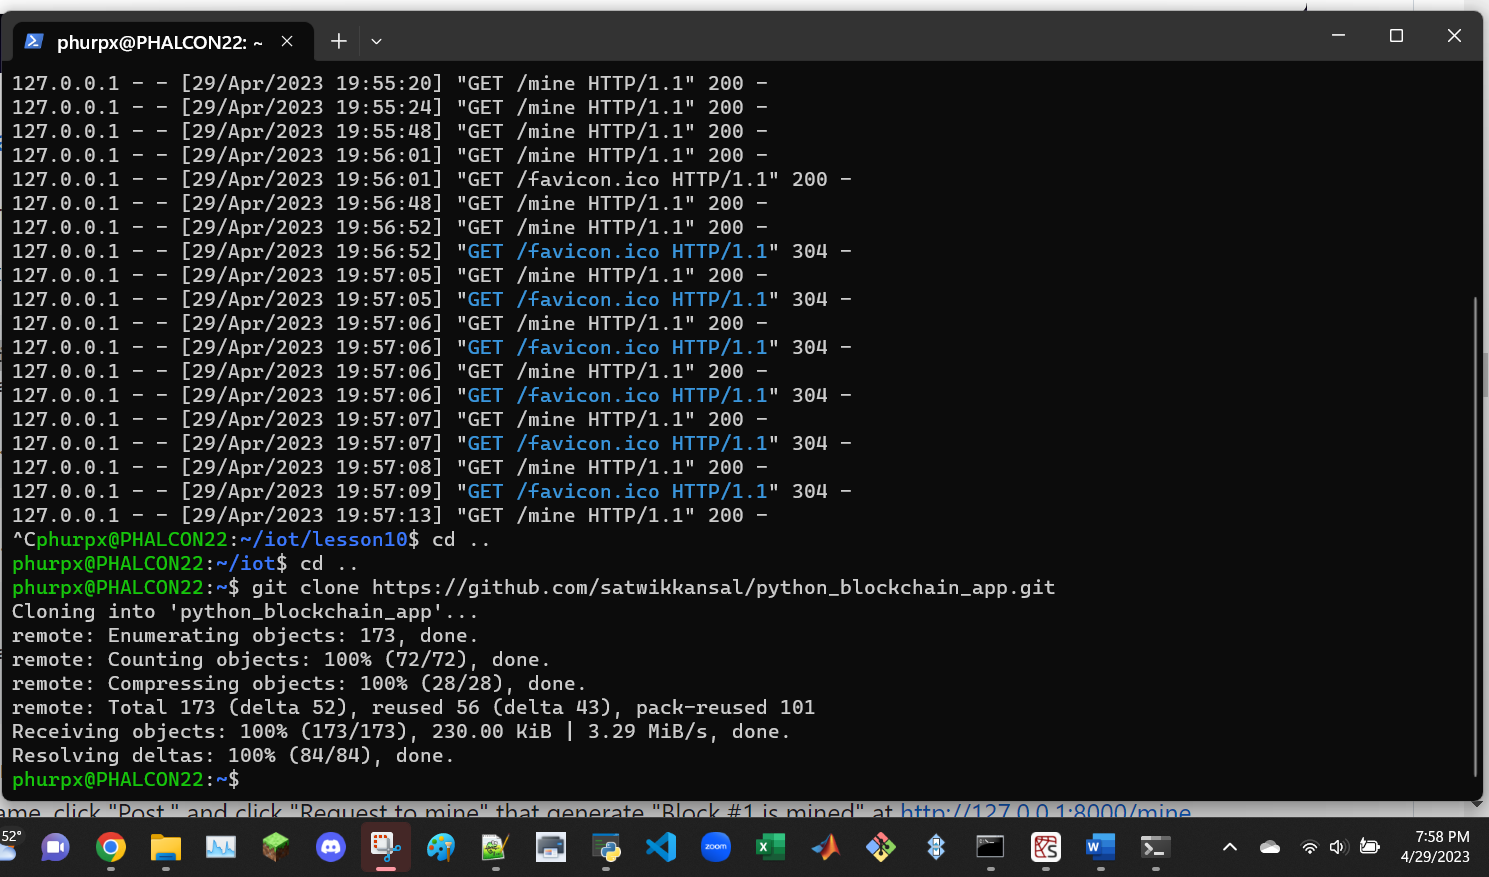 phurpx@PHALCON22: ~
127.0.0.1 - - [29/Apr/2023 19:55:20] "GET /mine HTTP/1.1" 200 -
127.0.0.1 - - [29/Apr/2023 19:55:24] "GET /mine HTTP/1.1" 200 -
127.0.0.1 - - [29/Apr/2023 19:55:48] "GET /mine HTTP/1.1" 200 -
127.0.0.1 - - [29/Apr/2023 19:56:01] "GET /mine HTTP/1.1" 200 -
127.0.0.1 - - [29/Apr/2023 19:56:01] "GET /favicon.ico HTTP/1.1" 200 -
127.0.0.1 - - [29/Apr/2023 19:56:48] "GET /mine HTTP/1.1" 200 -
127.0.0.1 - - [29/Apr/2023 19:56:52] "GET /mine HTTP/1.1" 200 -
127.0.0.1 - - [29/Apr/2023 19:56:52] "GET /favicon.ico HTTP/1.1" 304 -
127.0.0.1 - - [29/Apr/2023 19:57:05] "GET /mine HTTP/1.1" 200 -
127.0.0.1 - - [29/Apr/2023 19:57:05] "GET /favicon.ico HTTP/1.1" 304 -
127.0.0.1 - - [29/Apr/2023 19:57:06] "GET /mine HTTP/1.1" 200 -
127.0.0.1 - - [29/Apr/2023 19:57:06] "GET /favicon.ico HTTP/1.1" 304 -
127.0.0.1 - - [29/Apr/2023 19:57:06] "GET /mine HTTP/1.1" 200 -
127.0.0.1 - - [29/Apr/2023 19:57:06] "GET /favicon.ico HTTP/1.1" 304 -
127.0.0.1 - - [29/Apr/2023 19:57:07] "GET /mine HTTP/1.1" 200 -
127.0.0.1 - - [29/Apr/2023 19:57:07] "GET /favicon.ico HTTP/1.1" 304 -
127.0.0.1 - - [29/Apr/2023 19:57:08] "GET /mine HTTP/1.1" 200 -
127.0.0.1 - - [29/Apr/2023 19:57:09] "GET /favicon.ico HTTP/1.1" 304 -
127.0.0.1 - - [29/Apr/2023 19:57:13] "GET /mine HTTP/1.1" 200 -
^Cphurpx@PHALCON22:~/iot/lesson10$ cd ..
phurpx@PHALCON22:~/iot$ cd ..
phurpx@PHALCON22:~$ git clone https://github.com/satwikkansal/python_blockchain_app.git
Cloning into 'python_blockchain_app'...
remote: Enumerating objects: 173, done.
remote: Counting objects: 100% (72/72), done.
remote: Compressing objects: 100% (28/28), done.
remote: Total 173 (delta 52), reused 56 (delta 43), pack-reused 101
Receiving objects: 100% (173/173), 230.00 KiB | 3.29 MiB/s, done.
Resolving deltas: 100% (84/84), done.
phurpx@PHALCON22:~$
click "Post," and click "Request to mine" that generate "Block #1 is mined" at http://127.0.0.1:8000/mine
52°
zoom
7:58 PM
4/29/2023